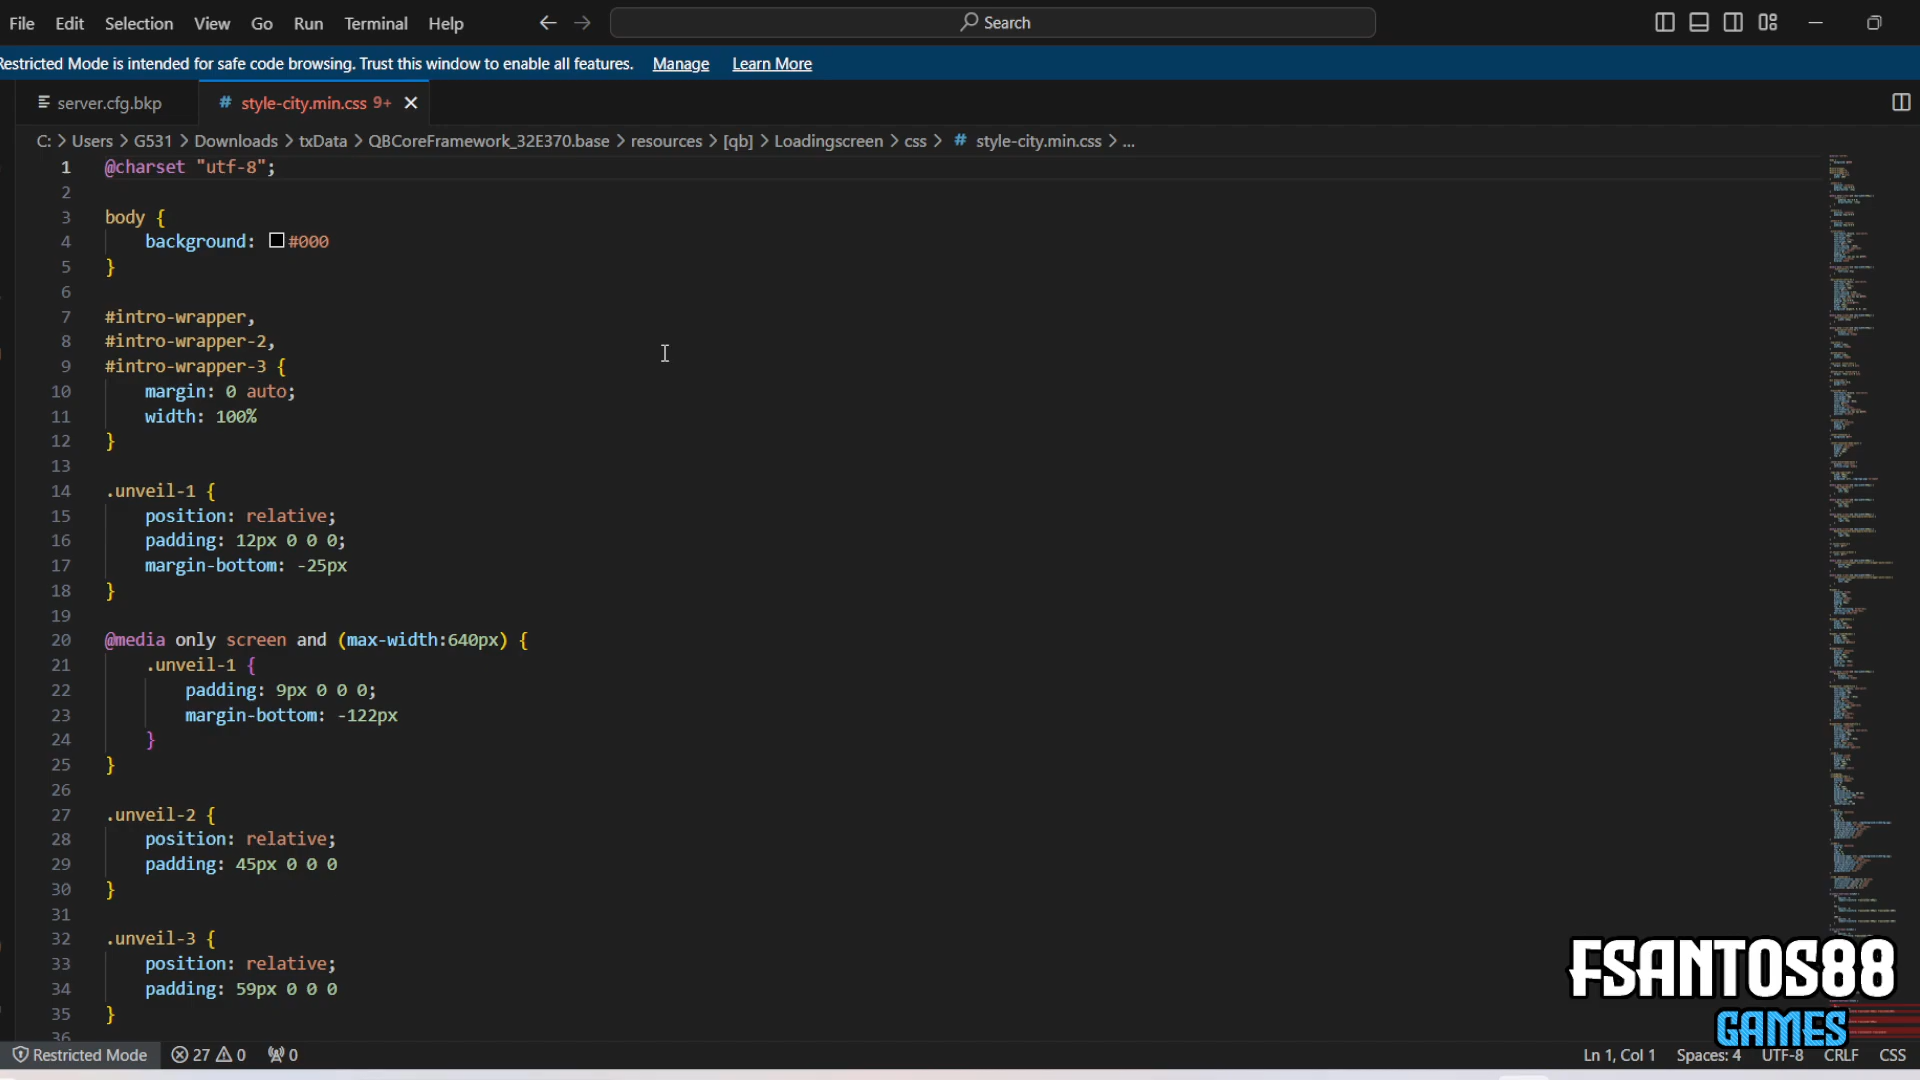 File Edit Selection View Go Run Terminal Help Search
Restricted Mode is intended for safe code browsing. Trust this window to enable all features. Manage Learn More
server.cfg.bkp # style-city.min.css 9+
C: > Users > G531 > Downloads > txData > QBCoreFramework_32E370.base > resources > [qb] > Loadingscreen > css > # style-city.min.css > ...
1 @charset "utf-8";
2
3 body {
4 background: #000
5 }
6
7 #intro-wrapper,
8 #intro-wrapper-2,
9 #intro-wrapper-3 {
10 margin: 0 auto;
11 width: 100%
12 }
13
14 .unveil-1 {
15 position: relative;
16 padding: 12px 0 0 0;
17 margin-bottom: -25px
18 }
19
20 @media only screen and (max-width:640px) {
21 .unveil-1 {
22 padding: 9px 0 0 0;
23 margin-bottom: -122px
24 }
25 }
26
27 .unveil-2 {
28 position: relative;
29 padding: 45px 0 0 0
30 }
31
32 .unveil-3 {
33 position: relative;
34 padding: 59px 0 0 0
35 }
36
FSANTOS88
GAMES
Restricted Mode 27 0 0 Ln 1, Col 1 Spaces: 4 UTF-8 CRLF CSS